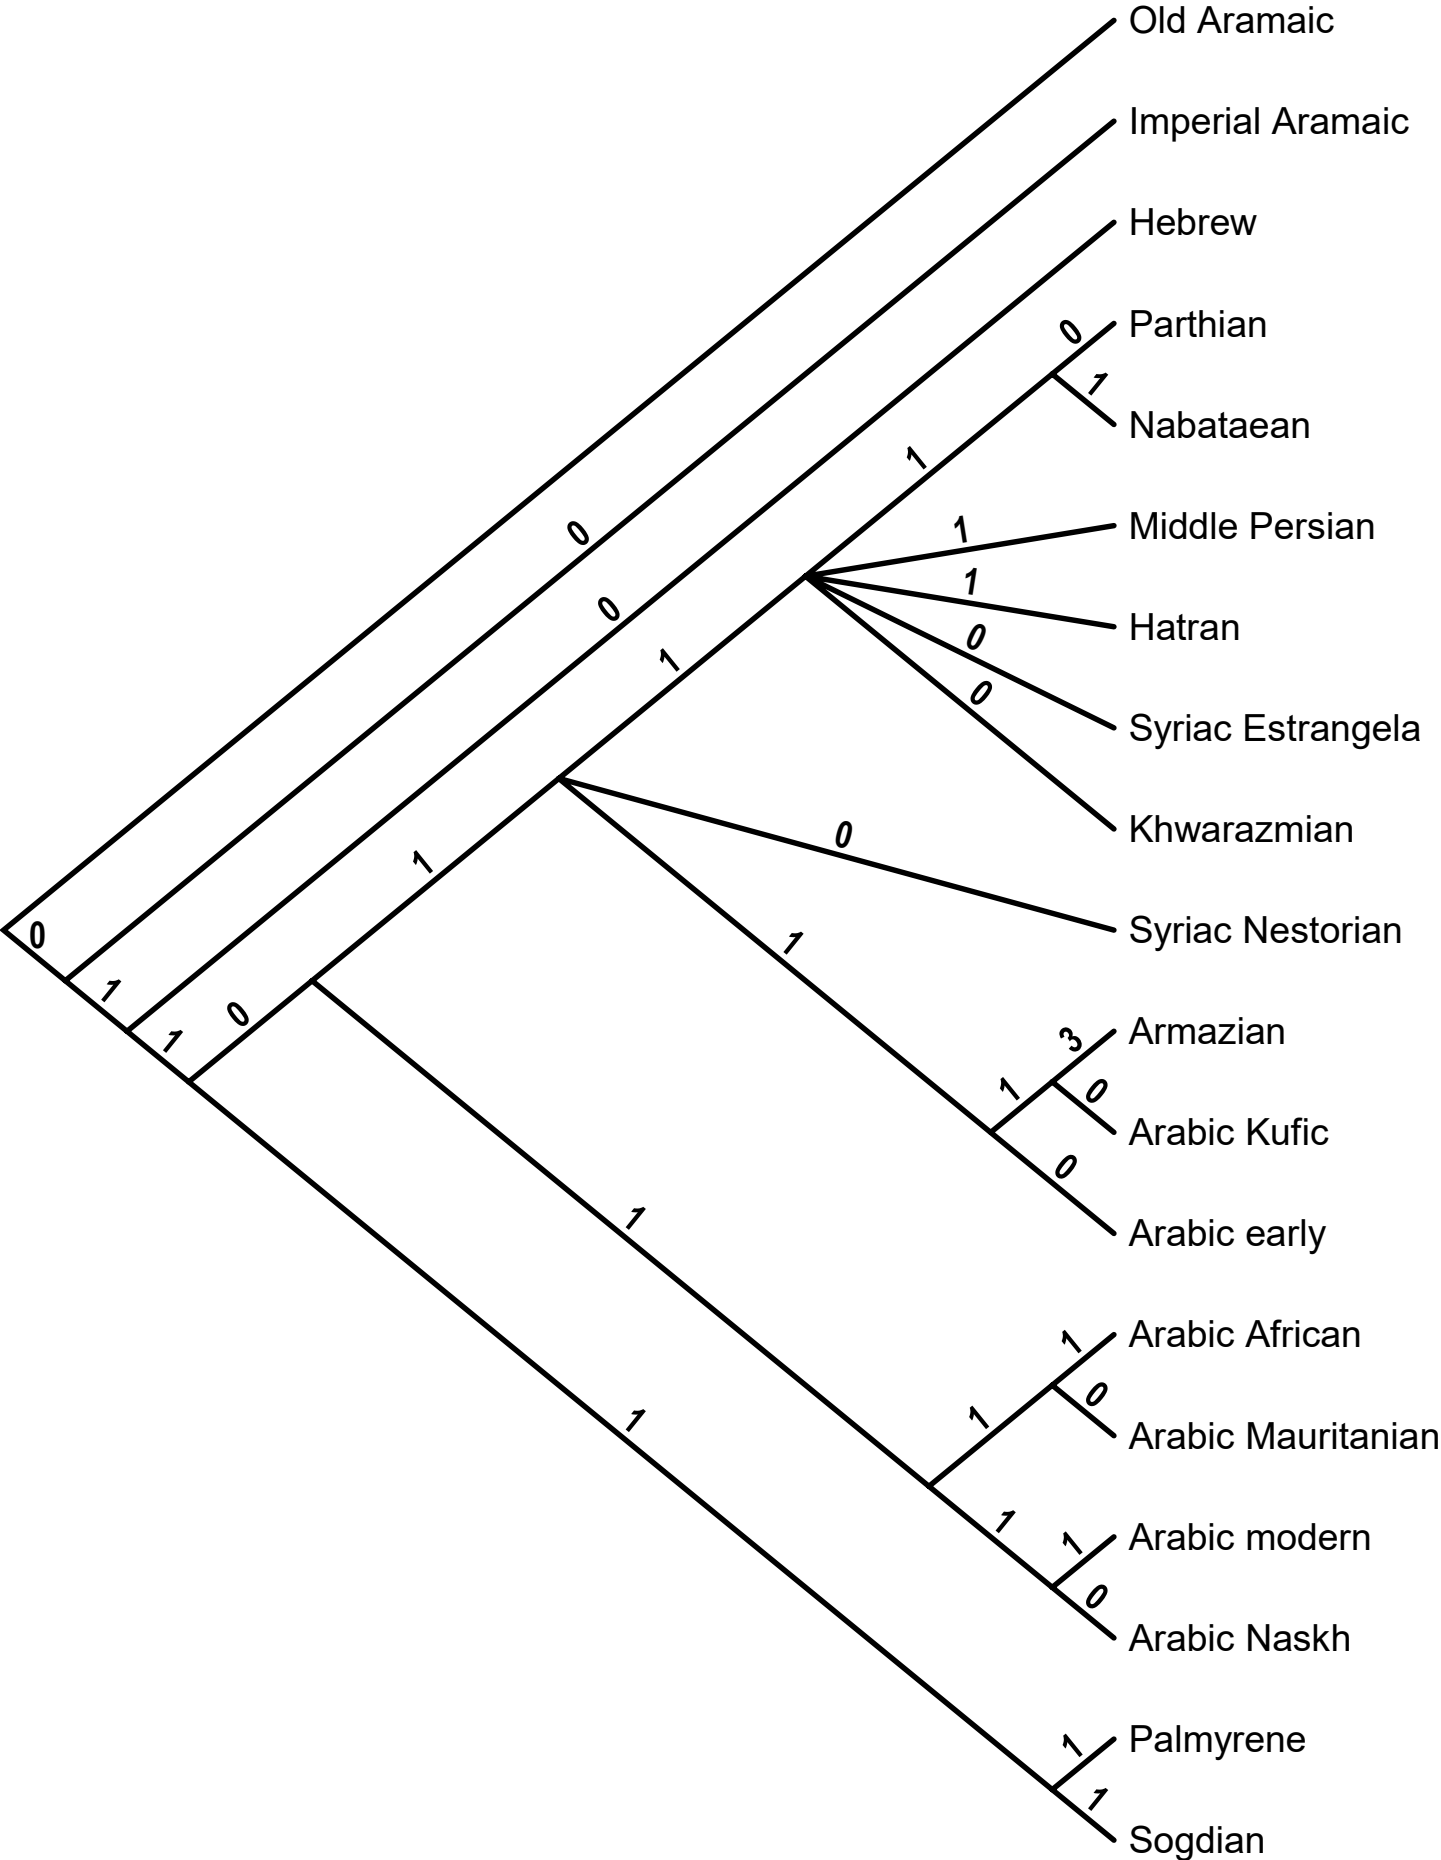 Old Aramaic
Imperial Aramaic
Hebrew
0 Parthian
1
Nabataean
1
1 Middle Persian
0
1
Hatran
0
0
1
0
Syriac Estrangela
Khwarazmian
0
1
Syriac Nestorian
0
1
1
0
1
3 Armazian
1
0
Arabic Kufic
0
1
Arabic early
1 Arabic African
0
1
1
Arabic Mauritanian
1
1 Arabic modern
0
Arabic Naskh
1 Palmyrene
1
Sogdian